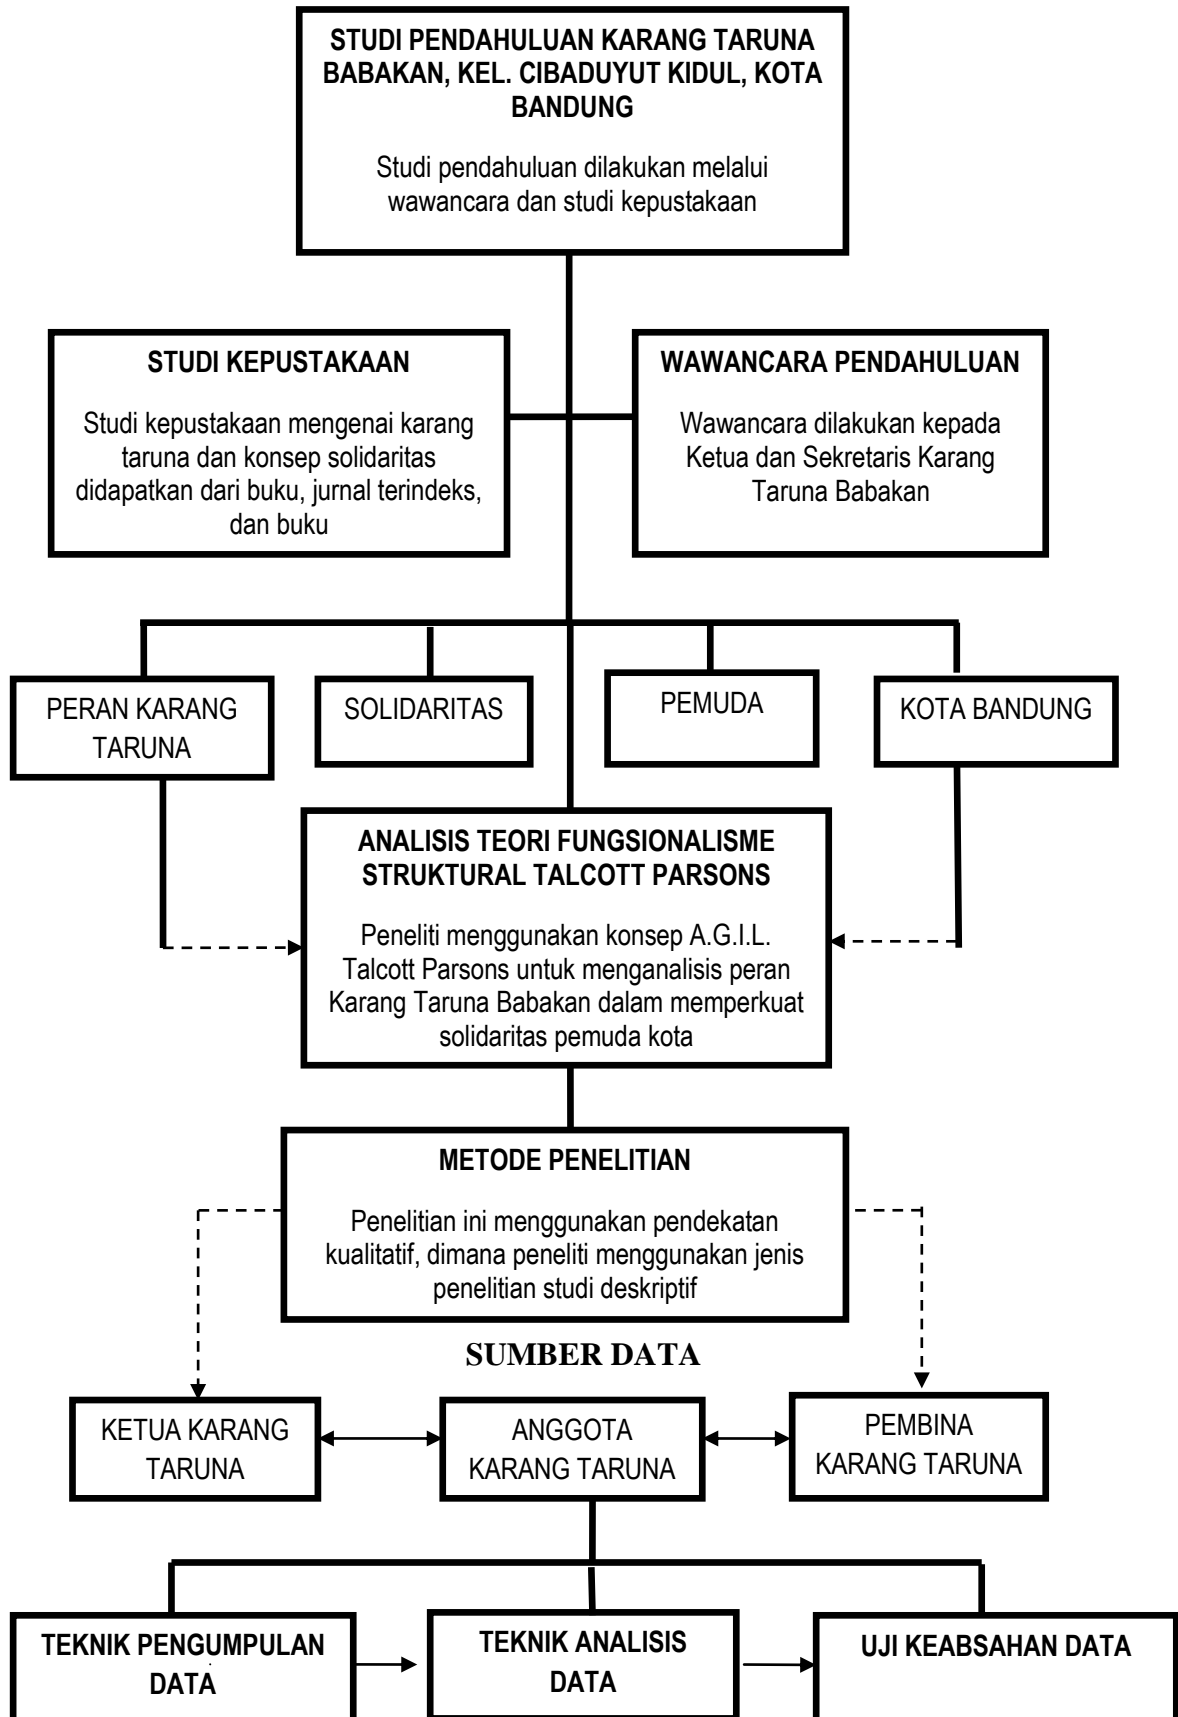 STUDI PENDAHULUAN KARANG TARUNA
BABAKAN, KEL. CIBADUYUT KIDUL, KOTA
BANDUNG
Studi pendahuluan dilakukan melalui
wawancara dan studi kepustakaan
STUDI KEPUSTAKAAN
Studi kepustakaan mengenai karang
taruna dan konsep solidaritas
didapatkan dari buku, jurnal terindeks,
dan buku
WAWANCARA PENDAHULUAN
Wawancara dilakukan kepada
Ketua dan Sekretaris Karang
Taruna Babakan
PERAN KARANG
TARUNA
SOLIDARITAS
PEMUDA
KOTA BANDUNG
ANALISIS TEORI FUNGSIONALISME
STRUKTURAL TALCOTT PARSONS
Peneliti menggunakan konsep A.G.I.L.
Talcott Parsons untuk menganalisis peran
Karang Taruna Babakan dalam memperkuat
solidaritas pemuda kota
METODE PENELITIAN
Penelitian ini menggunakan pendekatan
kualitatif, dimana peneliti menggunakan jenis
penelitian studi deskriptif
SUMBER DATA
KETUA KARANG
TARUNA
ANGGOTA
KARANG TARUNA
PEMBINA
KARANG TARUNA
TEKNIK PENGUMPULAN
DATA
TEKNIK ANALISIS
DATA
UJI KEABSAHAN DATA